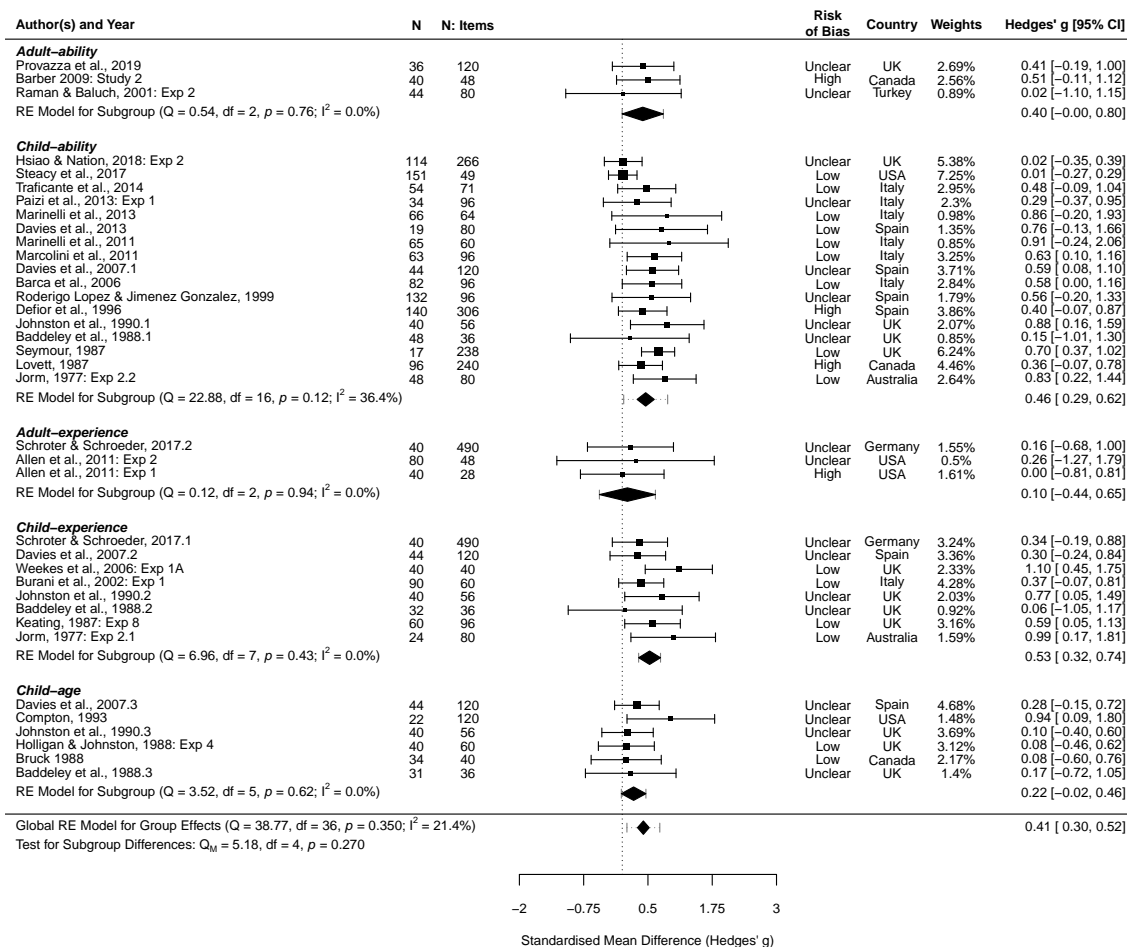 Author(s) and Year N N: Items Risk of Bias Country Weights Hedges' g [95% CI]
Adult−ability
Provazza et al., 2019 36 120 Unclear UK 2.69% 0.41 [−0.19, 1.00]
Barber 2009: Study 2 40 48 High Canada 2.56% 0.51 [−0.11, 1.12]
Raman & Baluch, 2001: Exp 2 44 80 Unclear Turkey 0.89% 0.02 [−1.10, 1.15]
RE Model for Subgroup (Q = 0.54, df = 2, p = 0.76; I² = 0.0%) 0.40 [−0.00, 0.80]
Child−ability
Hsiao & Nation, 2018: Exp 2 114 266 Unclear UK 5.38% 0.02 [−0.35, 0.39]
Steacy et al., 2017 151 49 Low USA 7.25% 0.01 [−0.27, 0.29]
Traficante et al., 2014 54 71 Low Italy 2.95% 0.48 [−0.09, 1.04]
Paizi et al., 2013: Exp 1 34 96 Unclear Italy 2.3% 0.29 [−0.37, 0.95]
Marinelli et al., 2013 66 64 Low Italy 0.98% 0.86 [−0.20, 1.93]
Davies et al., 2013 19 80 Low Spain 1.35% 0.76 [−0.13, 1.66]
Marinelli et al., 2011 65 60 Low Italy 0.85% 0.91 [−0.24, 2.06]
Marcolini et al., 2011 63 96 Low Italy 3.25% 0.63 [ 0.10, 1.16]
Davies et al., 2007.1 44 120 Unclear Spain 3.71% 0.59 [ 0.08, 1.10]
Barca et al., 2006 82 96 Low Italy 2.84% 0.58 [ 0.00, 1.16]
Roderigo Lopez & Jimenez Gonzalez, 1999 132 96 Unclear Spain 1.79% 0.56 [−0.20, 1.33]
Defior et al., 1996 140 306 High Spain 3.86% 0.40 [−0.07, 0.87]
Johnston et al., 1990.1 40 56 Unclear UK 2.07% 0.88 [ 0.16, 1.59]
Baddeley et al., 1988.1 48 36 Unclear UK 0.85% 0.15 [−1.01, 1.30]
Seymour, 1987 17 238 Low UK 6.24% 0.70 [ 0.37, 1.02]
Lovett, 1987 96 240 High Canada 4.46% 0.36 [−0.07, 0.78]
Jorm, 1977: Exp 2.2 48 80 Low Australia 2.64% 0.83 [ 0.22, 1.44]
RE Model for Subgroup (Q = 22.88, df = 16, p = 0.12; I² = 36.4%) 0.46 [ 0.29, 0.62]
Adult−experience
Schroter & Schroeder, 2017.2 40 490 Unclear Germany 1.55% 0.16 [−0.68, 1.00]
Allen et al., 2011: Exp 2 80 48 Unclear USA 0.5% 0.26 [−1.27, 1.79]
Allen et al., 2011: Exp 1 40 28 High USA 1.61% 0.00 [−0.81, 0.81]
RE Model for Subgroup (Q = 0.12, df = 2, p = 0.94; I² = 0.0%) 0.10 [−0.44, 0.65]
Child−experience
Schroter & Schroeder, 2017.1 40 490 Unclear Germany 3.24% 0.34 [−0.19, 0.88]
Davies et al., 2007.2 44 120 Unclear Spain 3.36% 0.30 [−0.24, 0.84]
Weekes et al., 2006: Exp 1A 40 40 Low UK 2.33% 1.10 [ 0.45, 1.75]
Burani et al., 2002: Exp 1 90 60 Low Italy 4.28% 0.37 [−0.07, 0.81]
Johnston et al., 1990.2 40 56 Unclear UK 2.03% 0.77 [ 0.05, 1.49]
Baddeley et al., 1988.2 32 36 Unclear UK 0.92% 0.06 [−1.05, 1.17]
Keating, 1987: Exp 8 60 96 Low UK 3.16% 0.59 [ 0.05, 1.13]
Jorm, 1977: Exp 2.1 24 80 Low Australia 1.59% 0.99 [ 0.17, 1.81]
RE Model for Subgroup (Q = 6.96, df = 7, p = 0.43; I² = 0.0%) 0.53 [ 0.32, 0.74]
Child−age
Davies et al., 2007.3 44 120 Unclear Spain 4.68% 0.28 [−0.15, 0.72]
Compton, 1993 22 120 Unclear USA 1.48% 0.94 [ 0.09, 1.80]
Johnston et al., 1990.3 40 56 Unclear UK 3.69% 0.10 [−0.40, 0.60]
Holligan & Johnston, 1988: Exp 4 40 60 Low UK 3.12% 0.08 [−0.46, 0.62]
Bruck 1988 34 40 Low Canada 2.17% 0.08 [−0.60, 0.76]
Baddeley et al., 1988.3 31 36 Unclear UK 1.4% 0.17 [−0.72, 1.05]
RE Model for Subgroup (Q = 3.52, df = 5, p = 0.62; I² = 0.0%) 0.22 [−0.02, 0.46]
Global RE Model for Group Effects (Q = 38.77, df = 36, p = 0.350; I² = 21.4%) 0.41 [ 0.30, 0.52]
Test for Subgroup Differences: Q_M = 5.18, df = 4, p = 0.270
−2 −0.75 0.5 1.75 3
Standardised Mean Difference (Hedges' g)